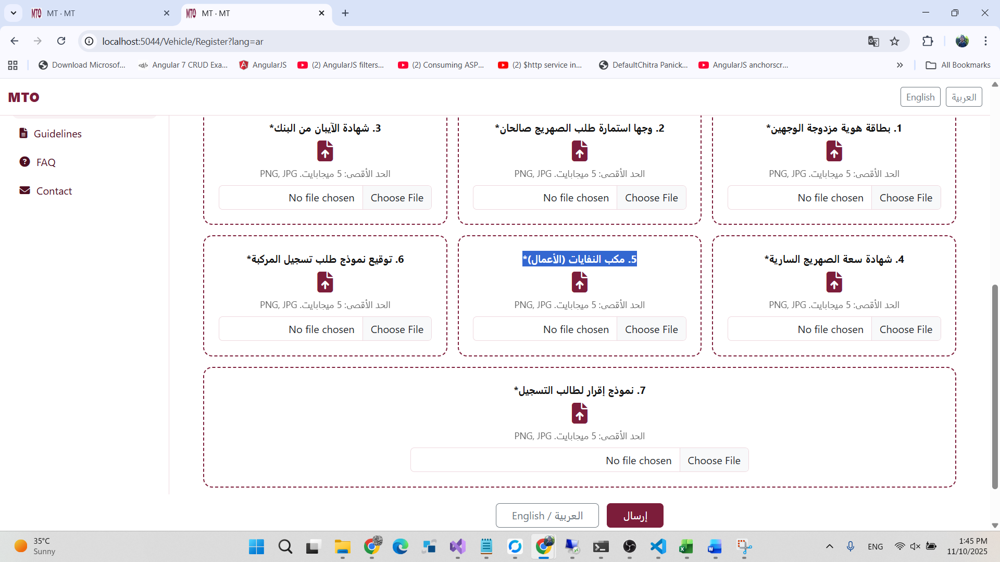 MT · MT
MT · MT
localhost:5044/Vehicle/Register?lang=ar
Download Microsof...
Angular 7 CRUD Exa...
AngularJS
(2) AngularJS filters...
(2) Consuming ASP...
(2) $http service in...
DefaultChitra Panick...
AngularJS anchorscr...
All Bookmarks
MTO
English
العربية
Guidelines
FAQ
Contact
1. بطاقة هوية مزدوجة الوجهين*
الحد الأقصى: 5 ميجابايت. PNG, JPG
Choose File No file chosen
2. وجها استمارة طلب الصهريج صالحان*
الحد الأقصى: 5 ميجابايت. PNG, JPG
Choose File No file chosen
3. شهادة الآيبان من البنك*
الحد الأقصى: 5 ميجابايت. PNG, JPG
Choose File No file chosen
4. شهادة سعة الصهريج السارية*
الحد الأقصى: 5 ميجابايت. PNG, JPG
Choose File No file chosen
5. مكب النفايات (الأعمال)*
الحد الأقصى: 5 ميجابايت. PNG, JPG
Choose File No file chosen
6. توقيع نموذج طلب تسجيل المركبة*
الحد الأقصى: 5 ميجابايت. PNG, JPG
Choose File No file chosen
7. نموذج إقرار لطالب التسجيل*
الحد الأقصى: 5 ميجابايت. PNG, JPG
Choose File No file chosen
إرسال
العربية / English
35°C
Sunny
ENG
1:45 PM
11/10/2025